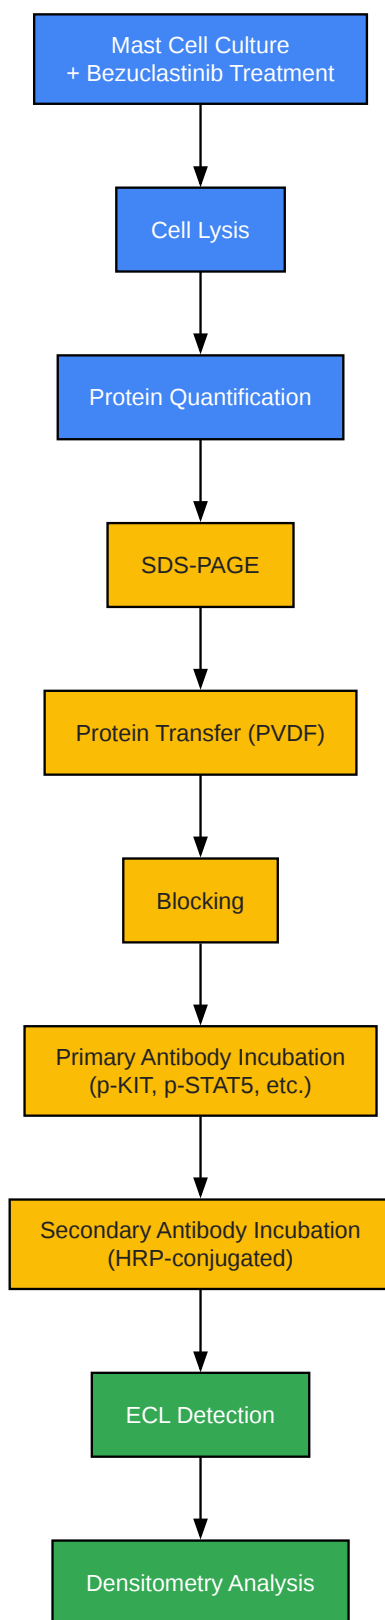 Mast Cell Culture
+ Bezuclastinib Treatment
Cell Lysis
Protein Quantification
SDS-PAGE
Protein Transfer (PVDF)
Blocking
Primary Antibody Incubation
(p-KIT, p-STAT5, etc.)
Secondary Antibody Incubation
(HRP-conjugated)
ECL Detection
Densitometry Analysis